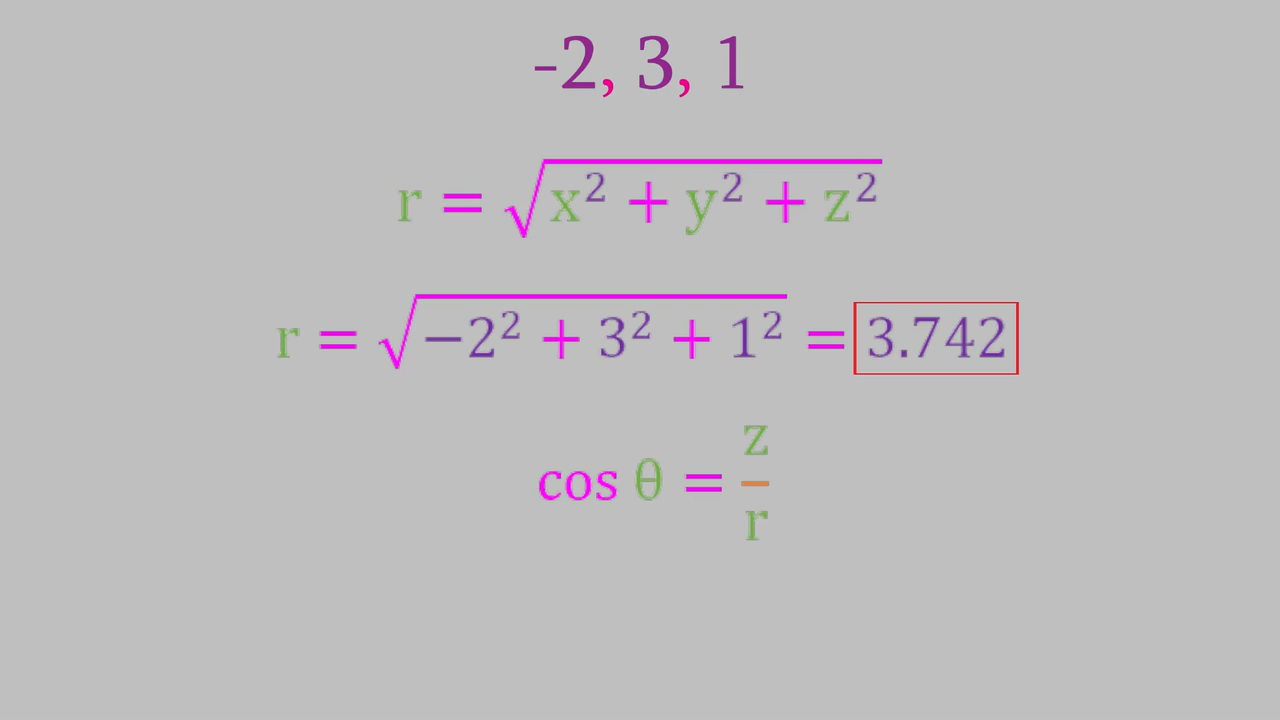 -2, 3, 1
r = √x² + y² + z²
r = √−2² + 3² + 1² = 3.742
cos θ = z/r